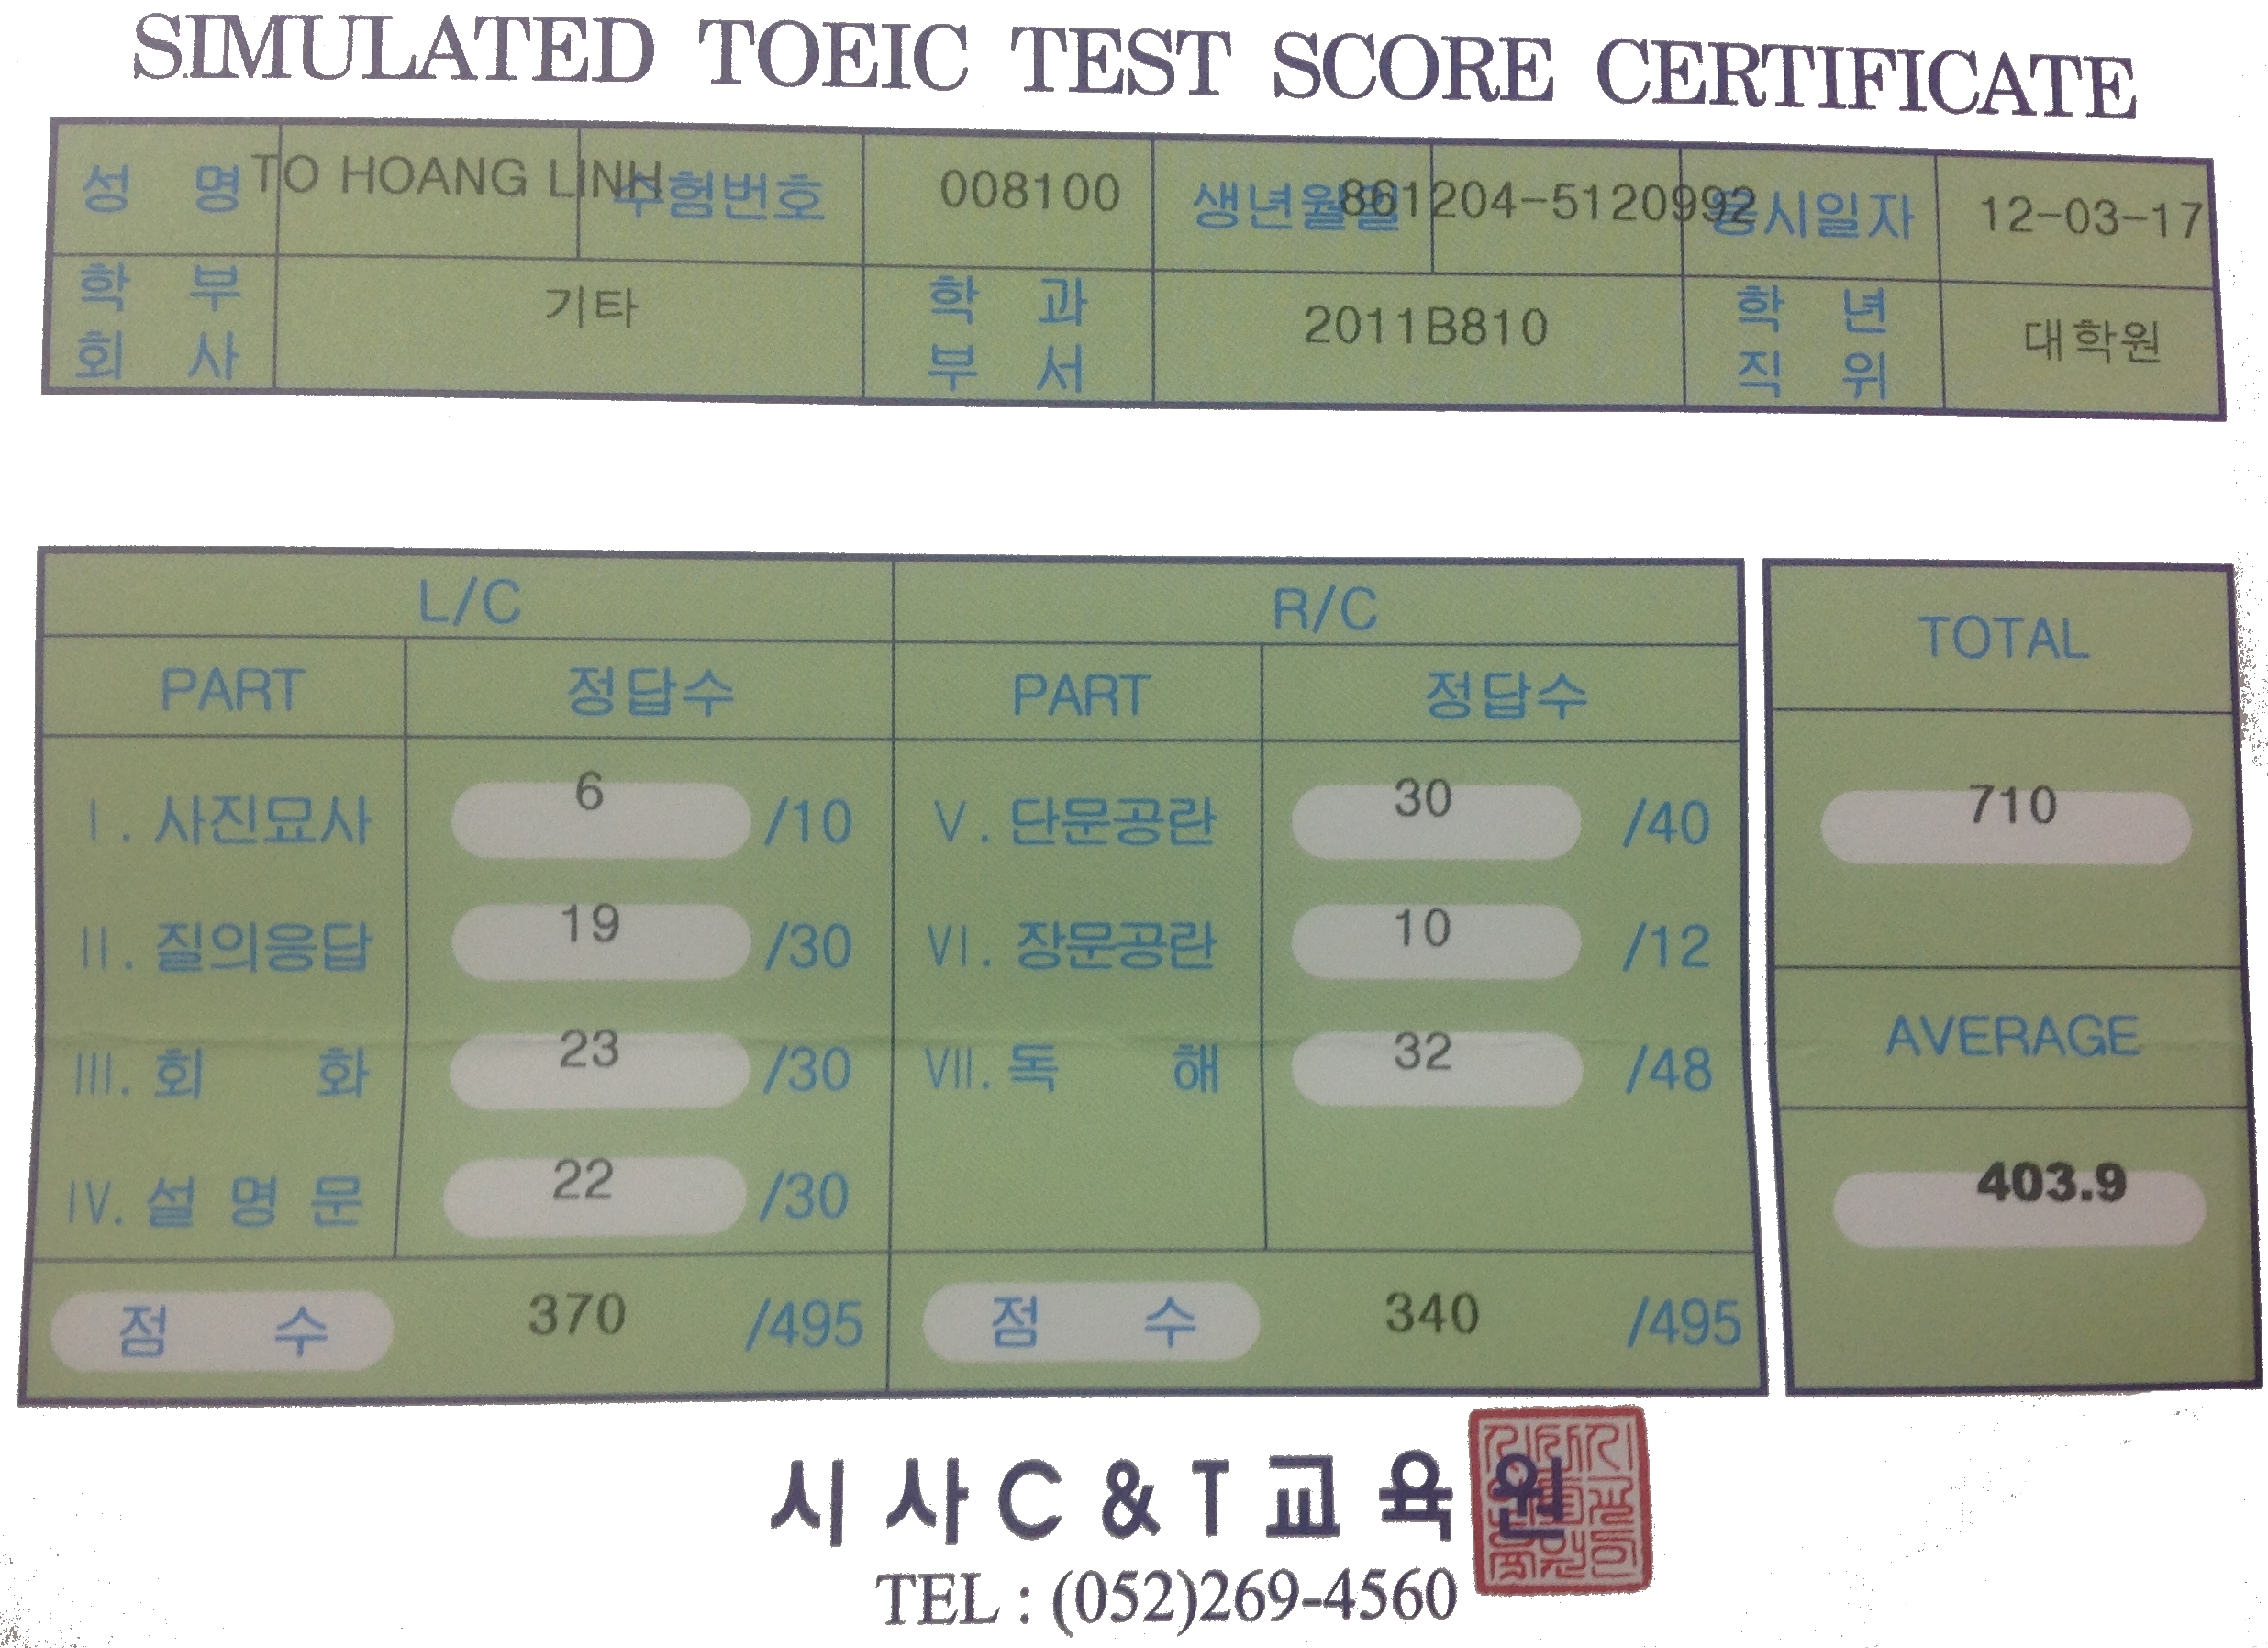 SIMULATED TOEIC TEST SCORE CERTIFICATE
성 명 TO HOANG LINH 수험번호 008100 생년월일 861204-5120992 응시일자 12-03-17
학 부 기타 학 과 2011B810 학 년 대학원
회 사 부 서 직 위
L/C R/C TOTAL
PART 정답수 PART 정답수
I. 사진묘사 6 /10 V. 단문공란 30 /40 710
II. 질의응답 19 /30 VI. 장문공란 10 /12
III. 회 화 23 /30 VII. 독 해 32 /48 AVERAGE
IV. 설 명 문 22 /30 403.9
점 수 370 /495 점 수 340 /495
시사C&T교육원
TEL : (052)269-4560